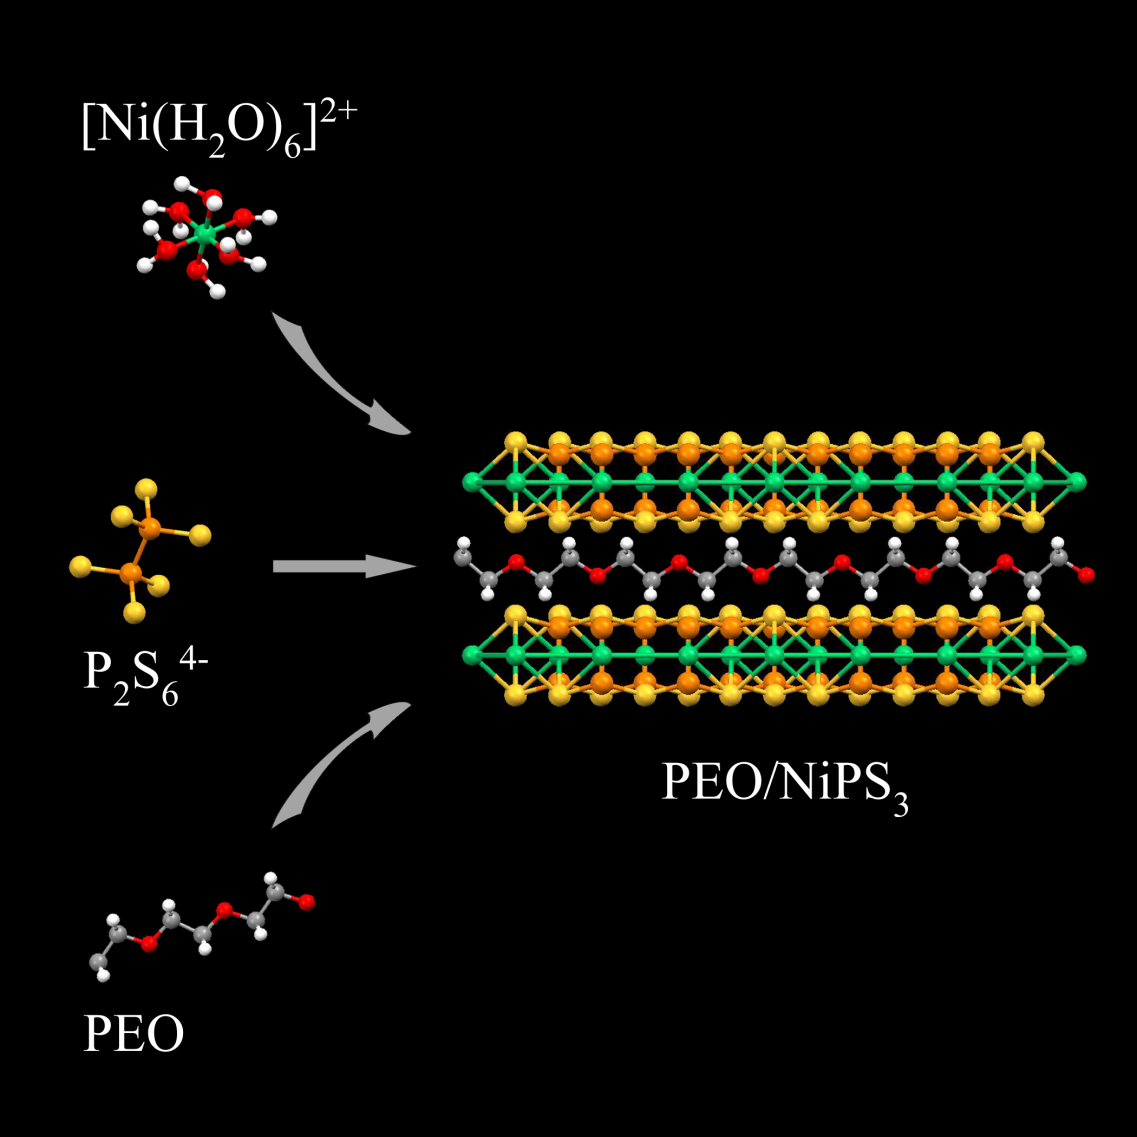 [Ni(H₂O)₆]²⁺
P₂S₆⁴⁻
PEO/NiPS₃
PEO